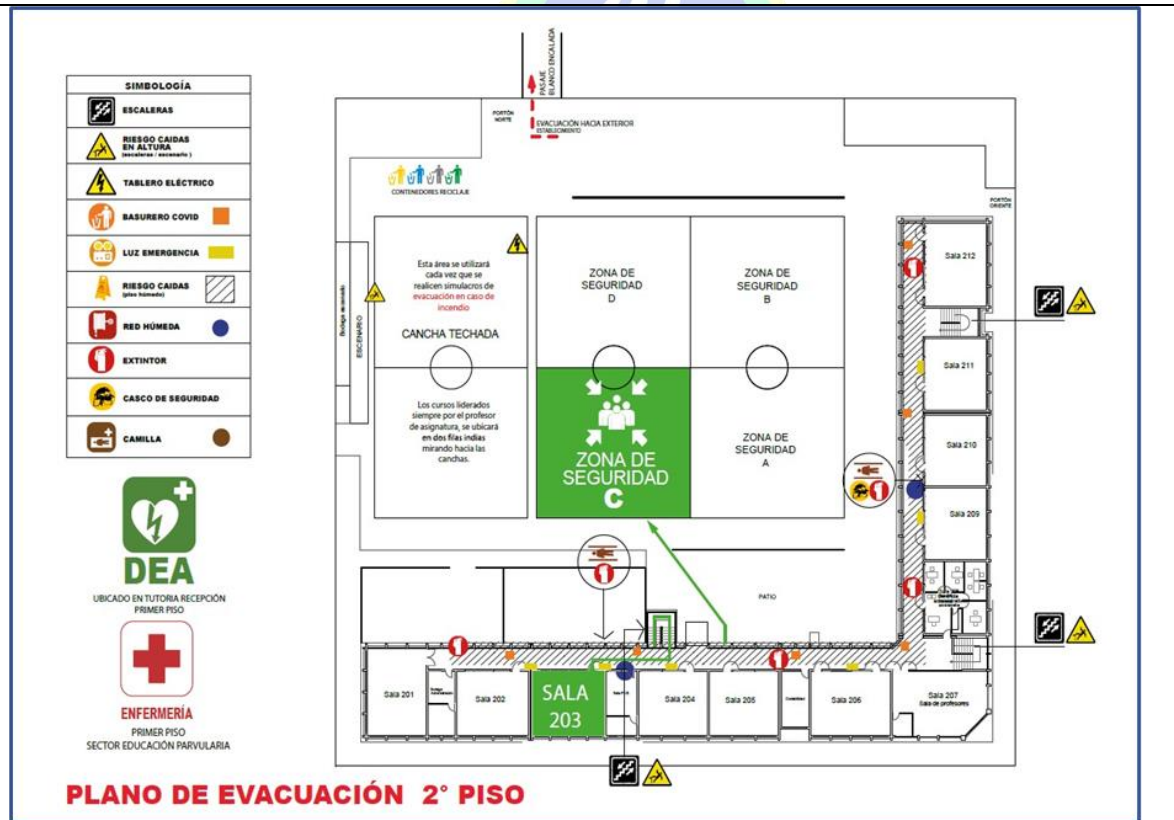 SIMBOLOGÍA
ESCALERAS
RIESGO CAIDAS
EN ALTURA
(escaleras / escenario )
TABLERO ELÉCTRICO
BASURERO COVID
LUZ EMERGENCIA
RIESGO CAIDAS
(piso húmedo)
RED HÚMEDA
EXTINTOR
CASCO DE SEGURIDAD
CAMILLA
DEA
UBICADO EN TUTORIA RECEPCIÓN
PRIMER PISO
ENFERMERÍA
PRIMER PISO
SECTOR EDUCACIÓN PARVULARIA
PLANO DE EVACUACIÓN 2° PISO
PASAJE
BLANCO ENCALADA
PORTÓN
NORTE
EVACUACIÓN HACIA EXTERIOR
ESTABLECIMIENTO
CONTENEDORES RECICLAJE
PORTÓN
ORIENTE
Bodega escenario
ESCENARIO
Esta área se utilizará
cada vez que se
realicen simulacros de
evacuación en caso de
incendio
CANCHA TECHADA
Los cursos liderados
siempre por el profesor
de asignatura, se ubicará
en dos filas indias
mirando hacia las
canchas.
ZONA DE
SEGURIDAD
D
ZONA DE
SEGURIDAD
B
ZONA DE
SEGURIDAD
C
ZONA DE
SEGURIDAD
A
PATIO
Sala 212
Sala 211
Sala 210
Sala 209
Sala 201
Sala 202
SALA
203
Sala 204
Sala 205
Sala 206
Sala 207
Sala de profesores